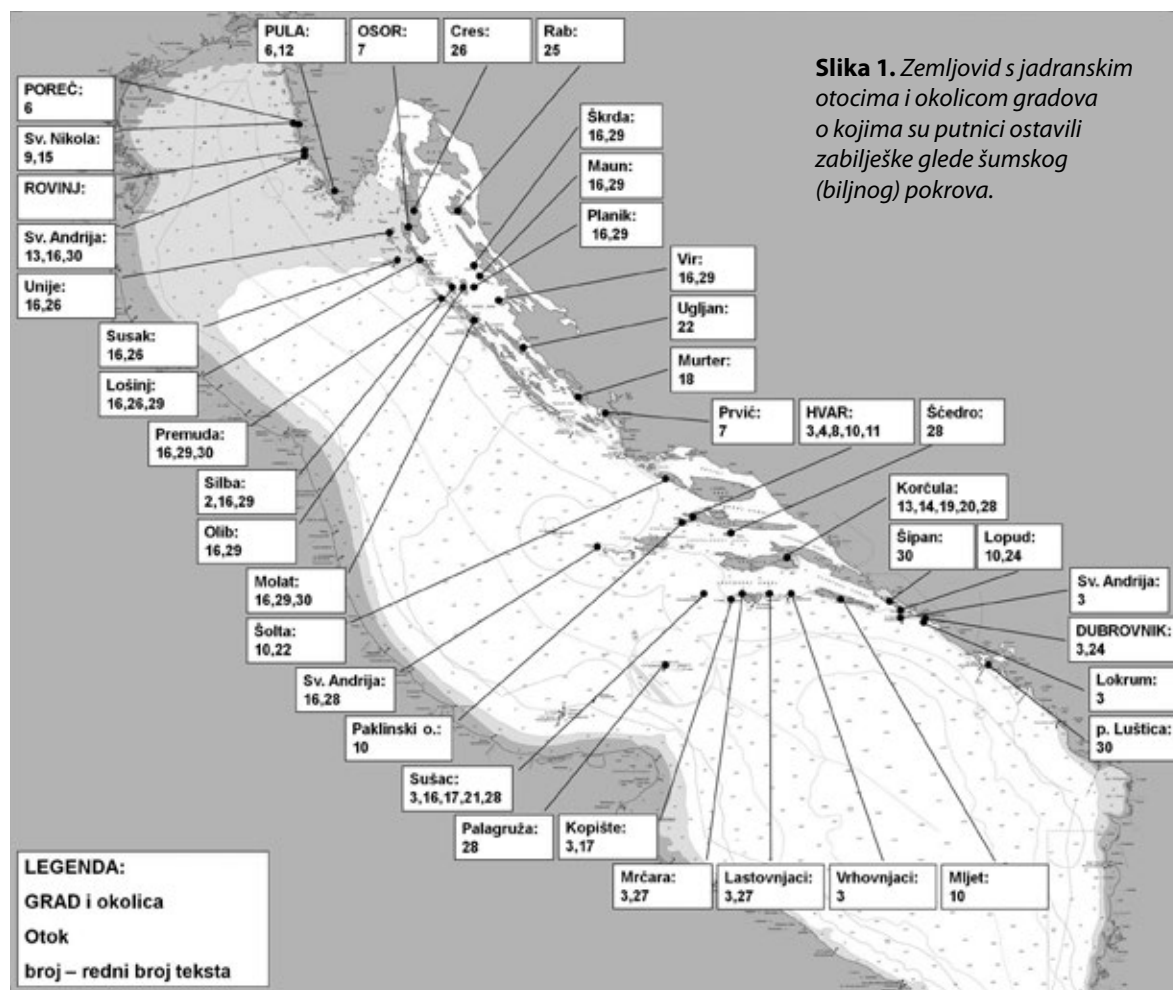 PULA:
6,12
OSOR:
7
Cres:
26
Rab:
25
Slika 1. Zemljovid s jadranskim
otocima i okolicom gradova
o kojima su putnici ostavili
zabilješke glede šumskog
(biljnog) pokrova.
POREČ:
6
Sv. Nikola:
9,15
ROVINJ:
Sv. Andrija:
13,16,30
Unije:
16,26
Susak:
16,26
Lošinj:
16,26,29
Premuda:
16,29,30
Silba:
2,16,29
Olib:
16,29
Molat:
16,29,30
Šolta:
10,22
Sv. Andrija:
16,28
Paklinski o.:
10
Sušac:
3,16,17,21,28
Palagruža:
28
Kopište:
3,17
Mrčara:
3,27
Lastovnjaci:
3,27
Vrhovnjaci:
3
Mljet:
10
Škrda:
16,29
Maun:
16,29
Planik:
16,29
Vir:
16,29
Ugljan:
22
Murter:
18
Prvić:
7
HVAR:
3,4,8,10,11
Šćedro:
28
Korčula:
13,14,19,20,28
Šipan:
30
Lopud:
10,24
Sv. Andrija:
3
DUBROVNIK:
3,24
Lokrum:
3
p. Luštica:
30
LEGENDA:
GRAD i okolica
Otok
broj – redni broj teksta